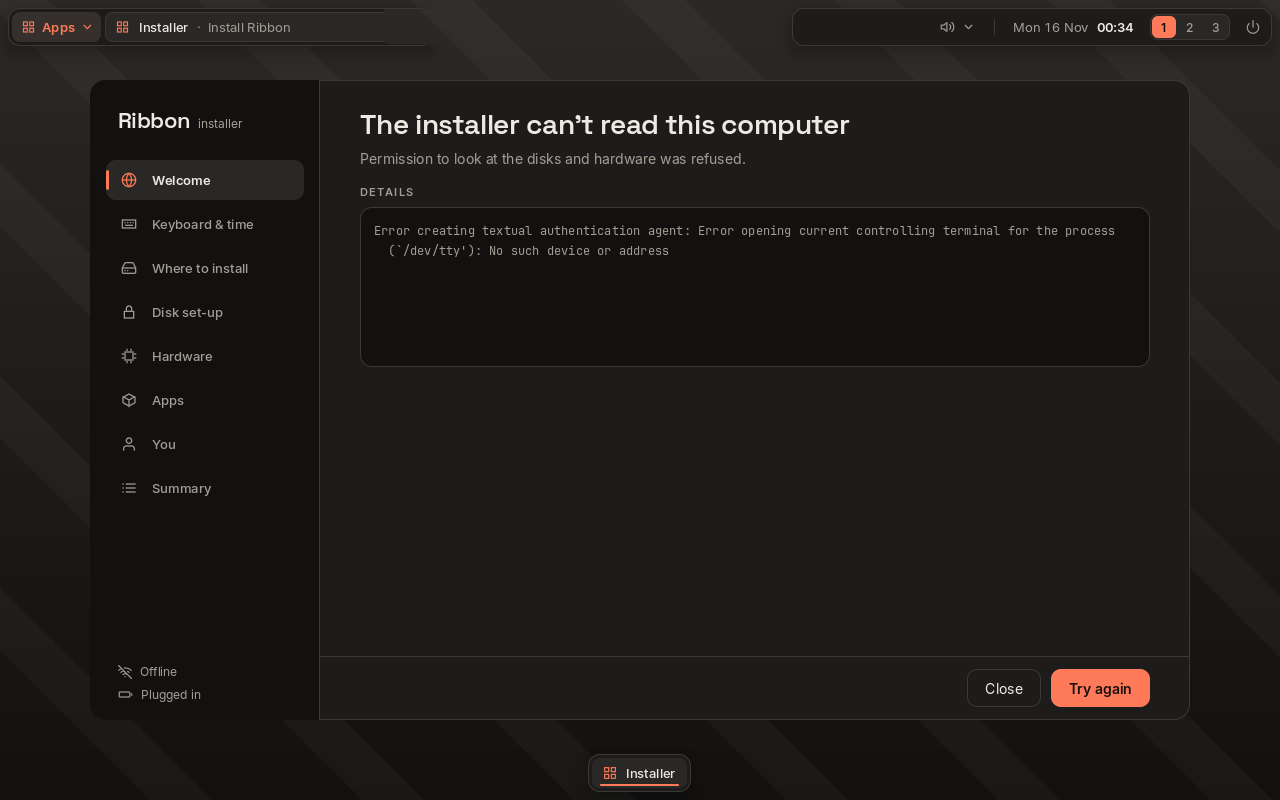 Apps
Installer · Install Ribbon
Mon 16 Nov 00:34
1 2 3
Ribbon installer
Welcome
Keyboard & time
Where to install
Disk set-up
Hardware
Apps
You
Summary
Offline
Plugged in
The installer can’t read this computer
Permission to look at the disks and hardware was refused.
DETAILS
Error creating textual authentication agent: Error opening current controlling terminal for the process
(`/dev/tty'): No such device or address
Close
Try again
Installer